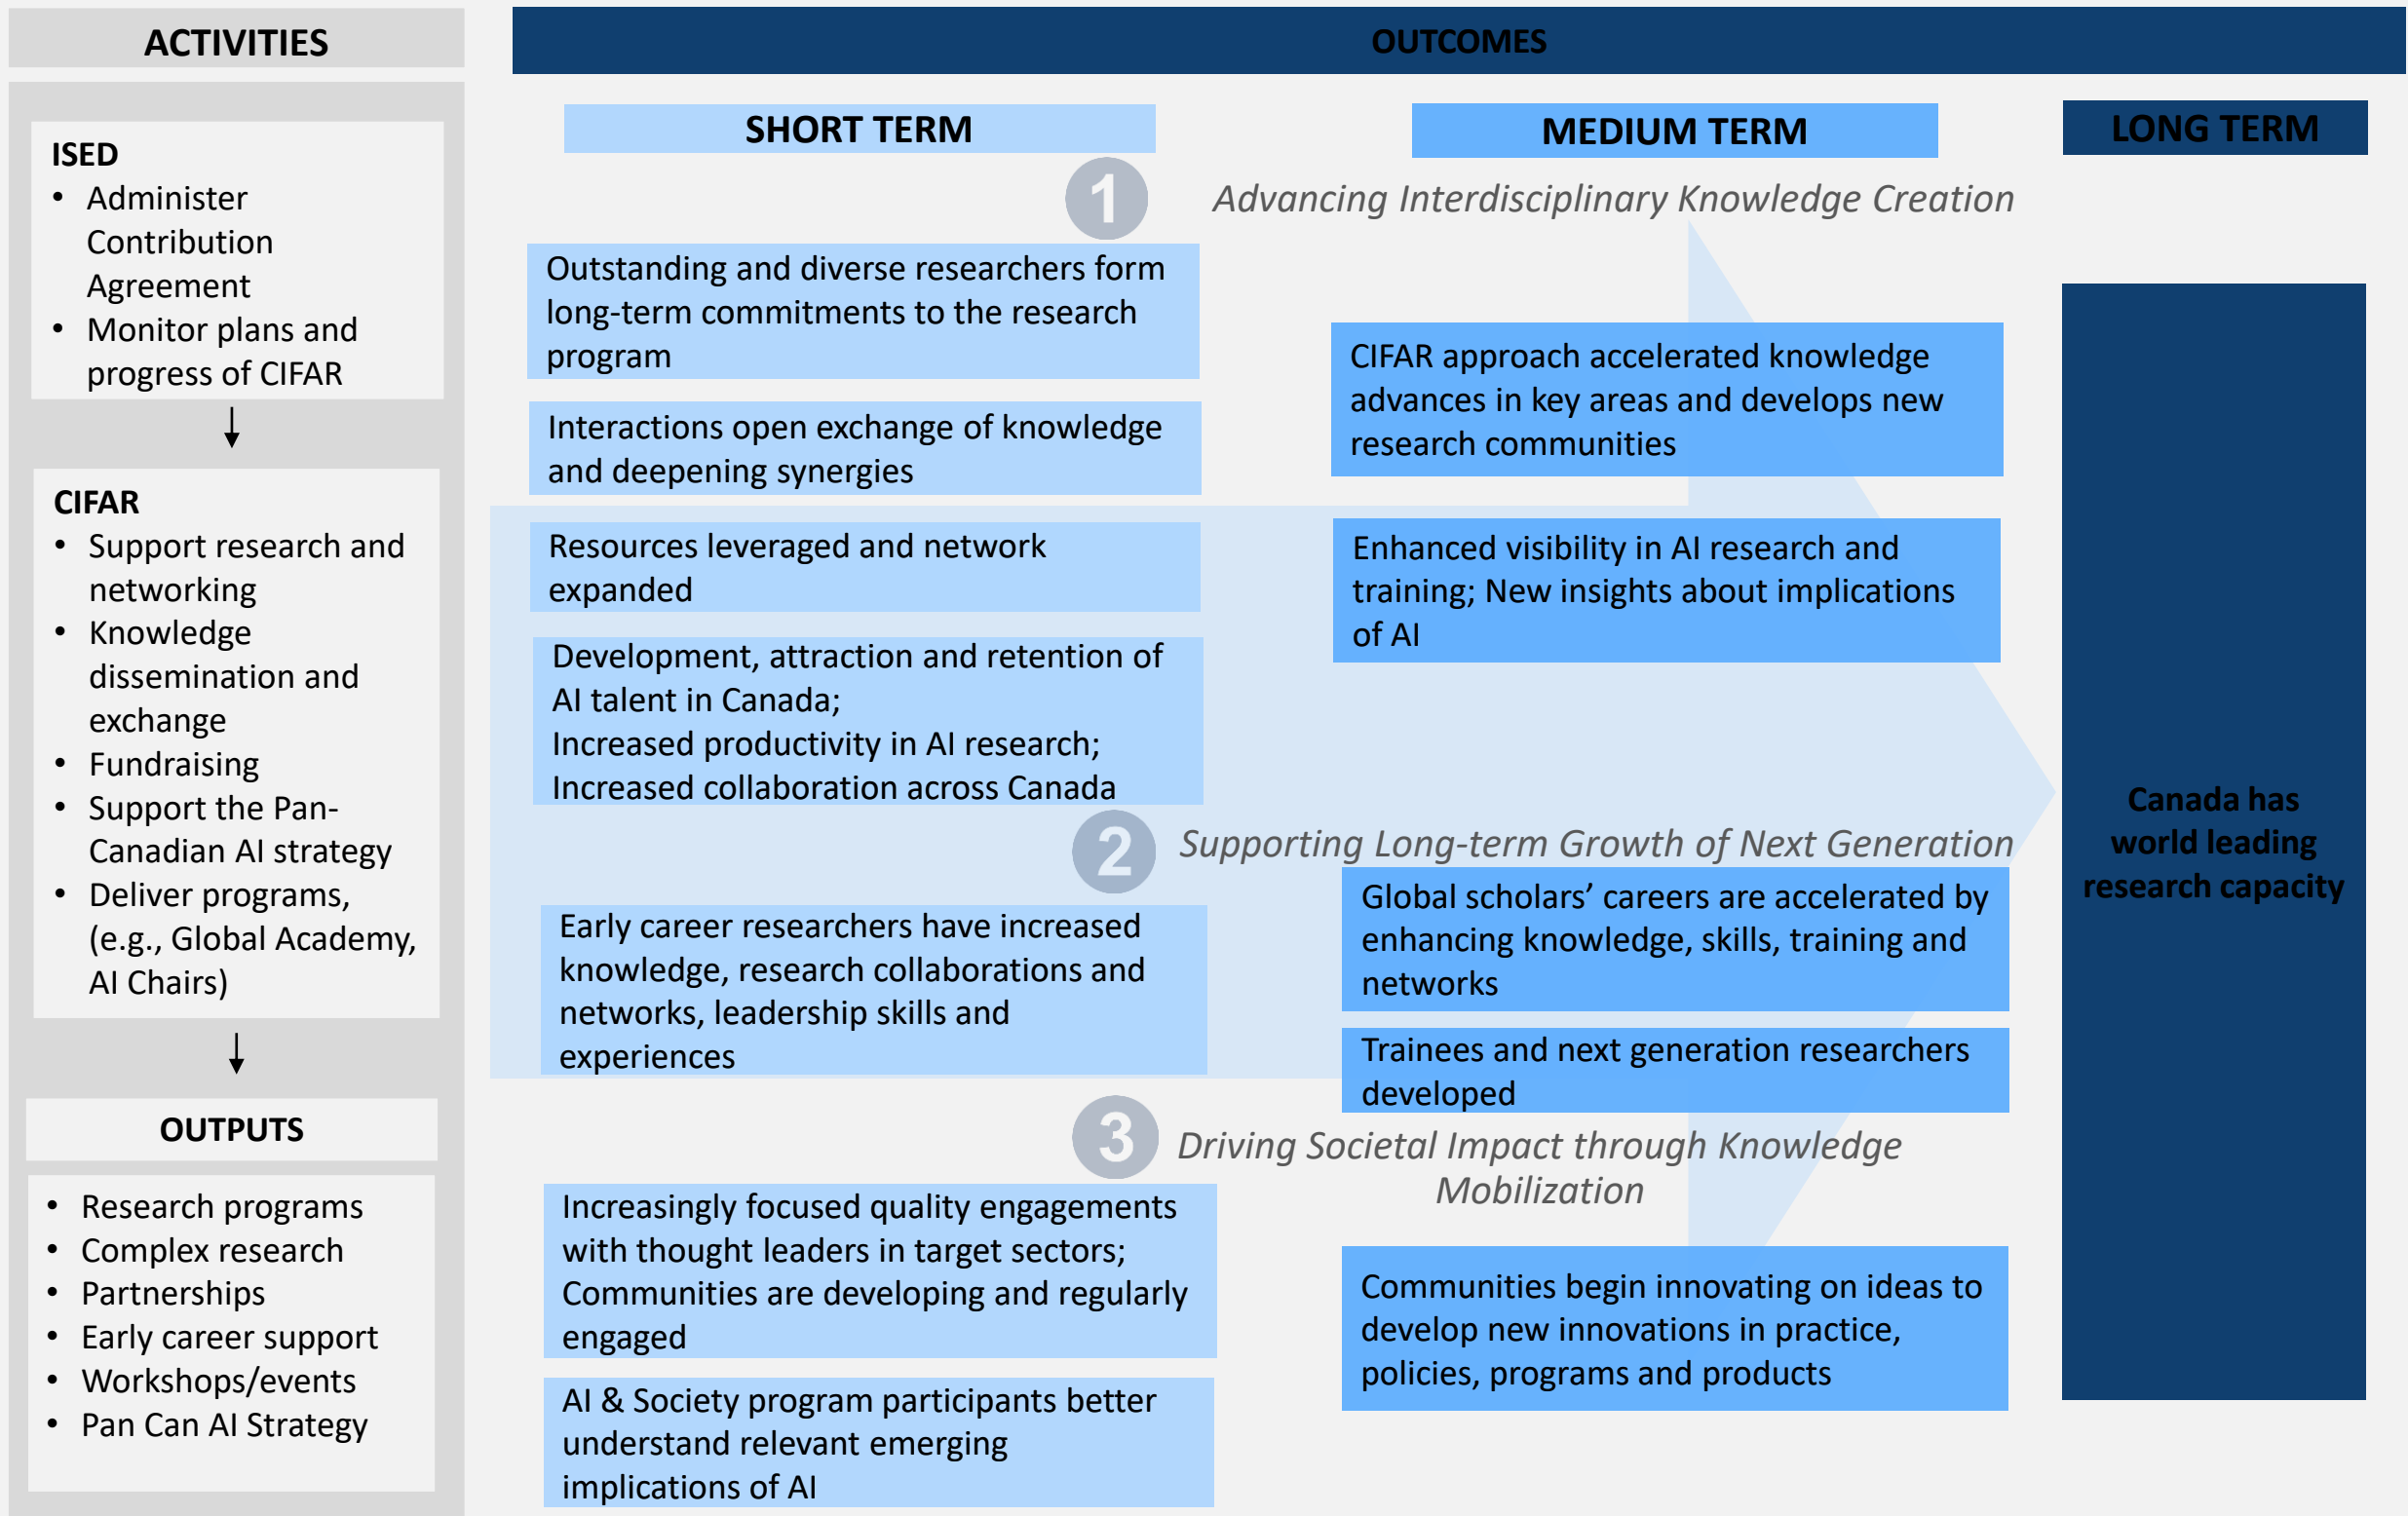 ACTIVITIES
ISED
• Administer
Contribution
Agreement
• Monitor plans and
progress of CIFAR
CIFAR
• Support research and
networking
• Knowledge
dissemination and
exchange
• Fundraising
• Support the Pan-
Canadian AI strategy
• Deliver programs,
(e.g., Global Academy,
AI Chairs)
OUTPUTS
• Research programs
• Complex research
• Partnerships
• Early career support
• Workshops/events
• Pan Can AI Strategy
OUTCOMES
SHORT TERM
MEDIUM TERM
LONG TERM
1
Advancing Interdisciplinary Knowledge Creation
Outstanding and diverse researchers form
long-term commitments to the research
program
Interactions open exchange of knowledge
and deepening synergies
Resources leveraged and network
expanded
Development, attraction and retention of
AI talent in Canada;
Increased productivity in AI research;
Increased collaboration across Canada
CIFAR approach accelerated knowledge
advances in key areas and develops new
research communities
Enhanced visibility in AI research and
training; New insights about implications
of AI
2
Supporting Long-term Growth of Next Generation
Early career researchers have increased
knowledge, research collaborations and
networks, leadership skills and
experiences
Global scholars’ careers are accelerated by
enhancing knowledge, skills, training and
networks
Trainees and next generation researchers
developed
3
Driving Societal Impact through Knowledge
Mobilization
Increasingly focused quality engagements
with thought leaders in target sectors;
Communities are developing and regularly
engaged
AI & Society program participants better
understand relevant emerging
implications of AI
Communities begin innovating on ideas to
develop new innovations in practice,
policies, programs and products
Canada has
world leading
research capacity